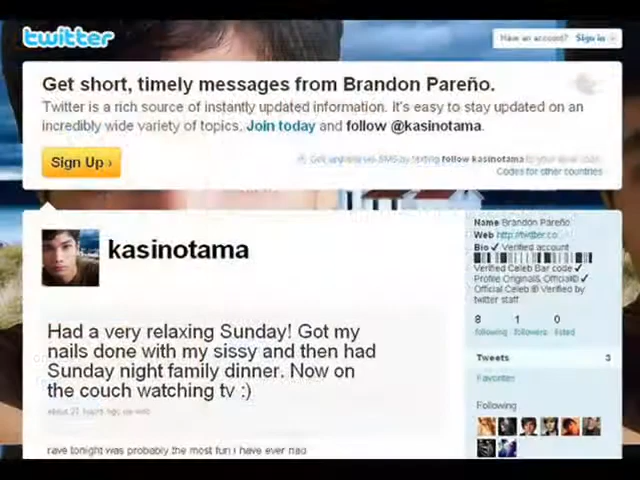 twitter
Have an account? Sign in
Get short, timely messages from Brandon Pareño.
Twitter is a rich source of instantly updated information. It's easy to stay updated on an
incredibly wide variety of topics. Join today and follow @kasinotama.
Sign Up ›
Get updates via SMS by texting follow kasinotama to your local code.
Codes for other countries
kasinotama
Had a very relaxing Sunday! Got my
nails done with my sissy and then had
Sunday night family dinner. Now on
the couch watching tv :)
about 21 hours ago via web
rave tonight was probably the most fun i have ever had
Name Brandon Pareño
Web http://twitter.co
Bio ✔ Verified account
Verified Celeb Bar code ✔
Profile Original& Official© ✔
Official Celeb ® Verified by
twitter staff
8 1 0
following followers listed
Tweets 3
Favorites
Following